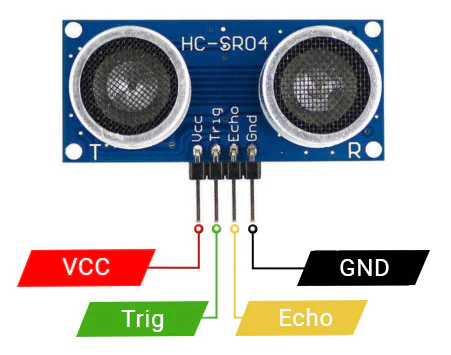 HC-SR04
Vcc
Trig
Echo
Gnd
T
R
VCC
GND
Trig
Echo